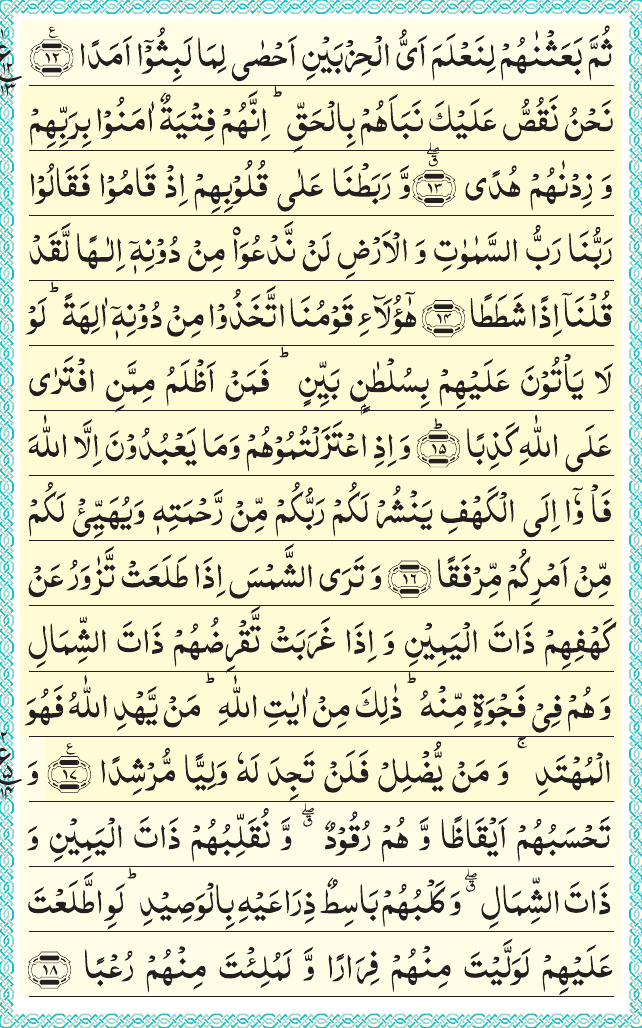 ثُمَّ بَعَثْنٰهُمْ لِنَعْلَمَ اَيُّ الْحِزْبَيْنِ اَحْصٰى لِمَا لَبِثُوْۤا اَمَدًا ﴿۱۲﴾ ع
نَحْنُ نَقُصُّ عَلَيْكَ نَبَاَهُمْ بِالْحَقِّ ؕ اِنَّهُمْ فِتْيَةٌ اٰمَنُوْا بِرَبِّهِمْ
وَ زِدْنٰهُمْ هُدًى ﴿۱۳﴾ۖق وَّ رَبَطْنَا عَلٰى قُلُوْبِهِمْ اِذْ قَامُوْا فَقَالُوْا
رَبُّنَا رَبُّ السَّمٰوٰتِ وَ الْاَرْضِ لَنْ نَّدْعُوَا۠ مِنْ دُوْنِهٖۤ اِلٰـهًا لَّقَدْ
قُلْنَاۤ اِذًا شَطَطًا ﴿۱۴﴾ هٰۤؤُلَآءِ قَوْمُنَا اتَّخَذُوْا مِنْ دُوْنِهٖۤ اٰلِهَةً ؕ لَوْ
لَا يَاْتُوْنَ عَلَيْهِمْ بِسُلْطٰنٍۭ بَيِّنٍ ؕ فَمَنْ اَظْلَمُ مِمَّنِ افْتَرٰى
عَلَى اللّٰهِ كَذِبًا ﴿۱۵﴾ؕ وَ اِذِ اعْتَزَلْتُمُوْهُمْ وَمَا يَعْبُدُوْنَ اِلَّا اللّٰهَ
فَاْ وٗۤا اِلَى الْكَهْفِ يَنْشُرْ لَكُمْ رَبُّكُمْ مِّنْ رَّحْمَتِهٖ وَيُهَيِّئْ لَكُمْ
مِّنْ اَمْرِكُمْ مِّرْفَقًا ﴿۱۶﴾ وَ تَرَى الشَّمْسَ اِذَا طَلَعَتْ تَّزٰوَرُ عَنْ
كَهْفِهِمْ ذَاتَ الْيَمِيْنِ وَ اِذَا غَرَبَتْ تَّقْرِضُهُمْ ذَاتَ الشِّمَالِ
وَ هُمْ فِيْ فَجْوَةٍ مِّنْهُ ؕ ذٰلِكَ مِنْ اٰيٰتِ اللّٰهِ ؕ مَنْ يَّهْدِ اللّٰهُ فَهُوَ
الْمُهْتَدِ ۚ وَ مَنْ يُّضْلِلْ فَلَنْ تَجِدَ لَهٗ وَلِيًّا مُّرْشِدًا ﴿۱۷﴾ ع وَ
تَحْسَبُهُمْ اَيْقَاظًا وَّ هُمْ رُقُوْدٌ ۖق وَّ نُقَلِّبُهُمْ ذَاتَ الْيَمِيْنِ وَ
ذَاتَ الشِّمَالِ ۖق وَ كَلْبُهُمْ بَاسِطٌ ذِرَاعَيْهِ بِالْوَصِيْدِ ؕ لَوِ اطَّلَعْتَ
عَلَيْهِمْ لَوَلَّيْتَ مِنْهُمْ فِرَارًا وَّ لَمُلِئْتَ مِنْهُمْ رُعْبًا ﴿۱۸﴾